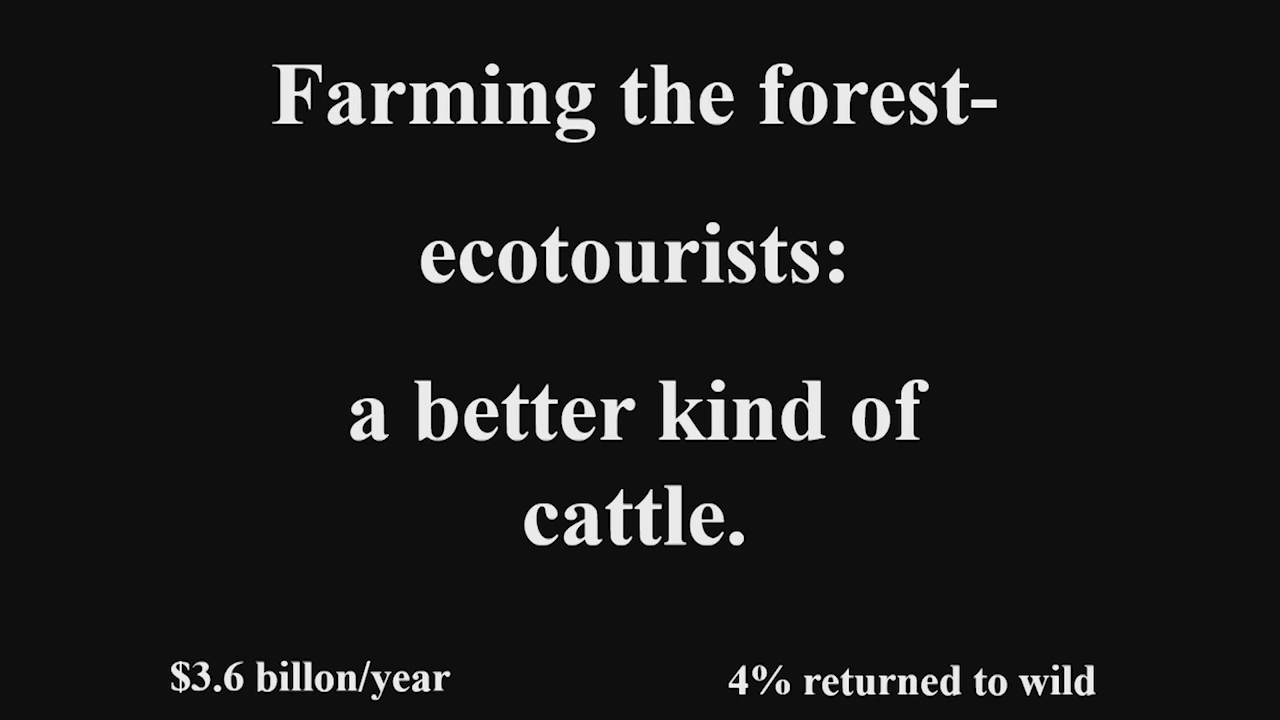 Farming the forest-
ecotourists:
a better kind of
cattle.
$3.6 billon/year
4% returned to wild